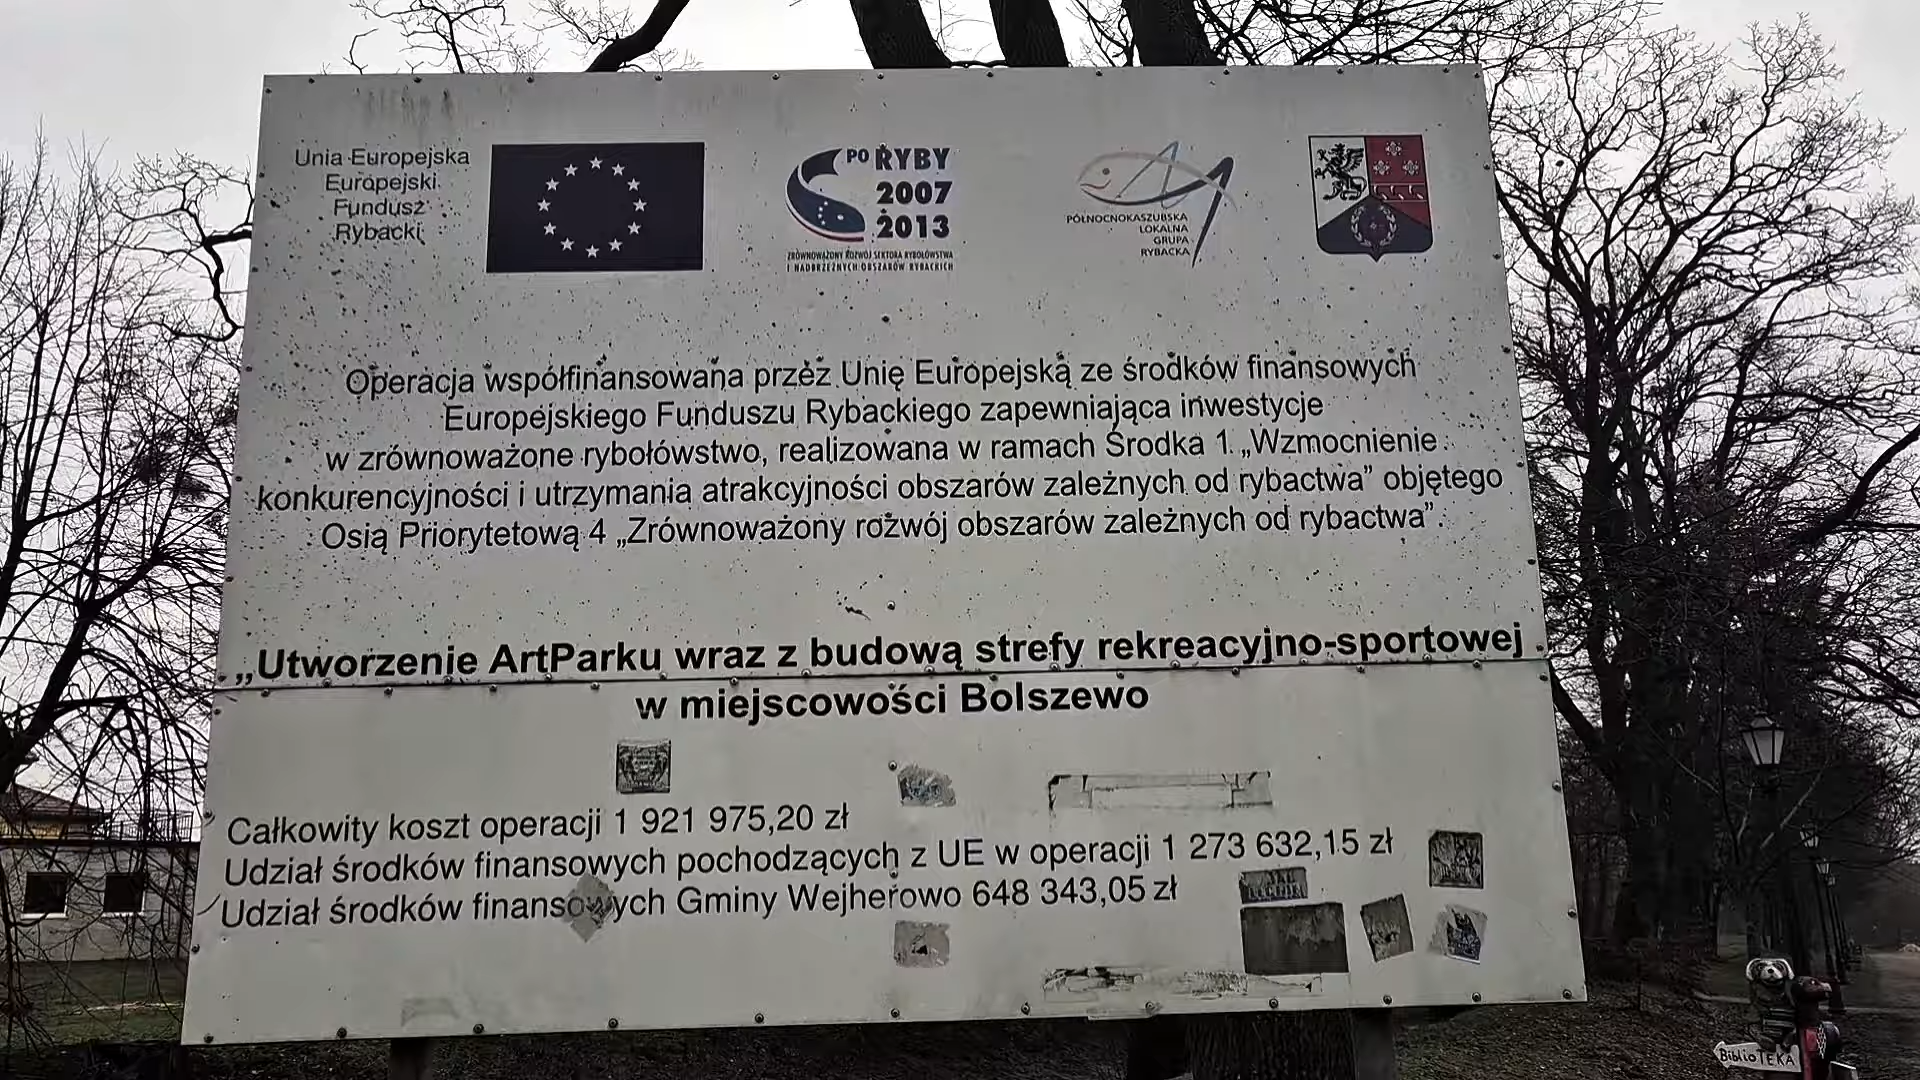 Unia Europejska
Europejski
Fundusz
Rybacki
PO RYBY
2007
2013
ZRÓWNOWAŻONY ROZWÓJ SEKTORA RYBOŁÓWSTWA
I NADBRZEŻNYCH OBSZARÓW RYBACKICH
PÓŁNOCNOKASZUBSKA
LOKALNA
GRUPA
RYBACKA
Operacja współfinansowana przez Unię Europejską ze środków finansowych
Europejskiego Funduszu Rybackiego zapewniająca inwestycje
w zrównoważone rybołówstwo, realizowana w ramach Środka 1. „Wzmocnienie
konkurencyjności i utrzymania atrakcyjności obszarów zależnych od rybactwa” objętego
Osią Priorytetową 4 „Zrównoważony rozwój obszarów zależnych od rybactwa”.
„Utworzenie ArtParku wraz z budową strefy rekreacyjno-sportowej
w miejscowości Bolszewo
Całkowity koszt operacji 1 921 975,20 zł
Udział środków finansowych pochodzących z UE w operacji 1 273 632,15 zł
Udział środków finansowych Gminy Wejherowo 648 343,05 zł
BiblioTEKA